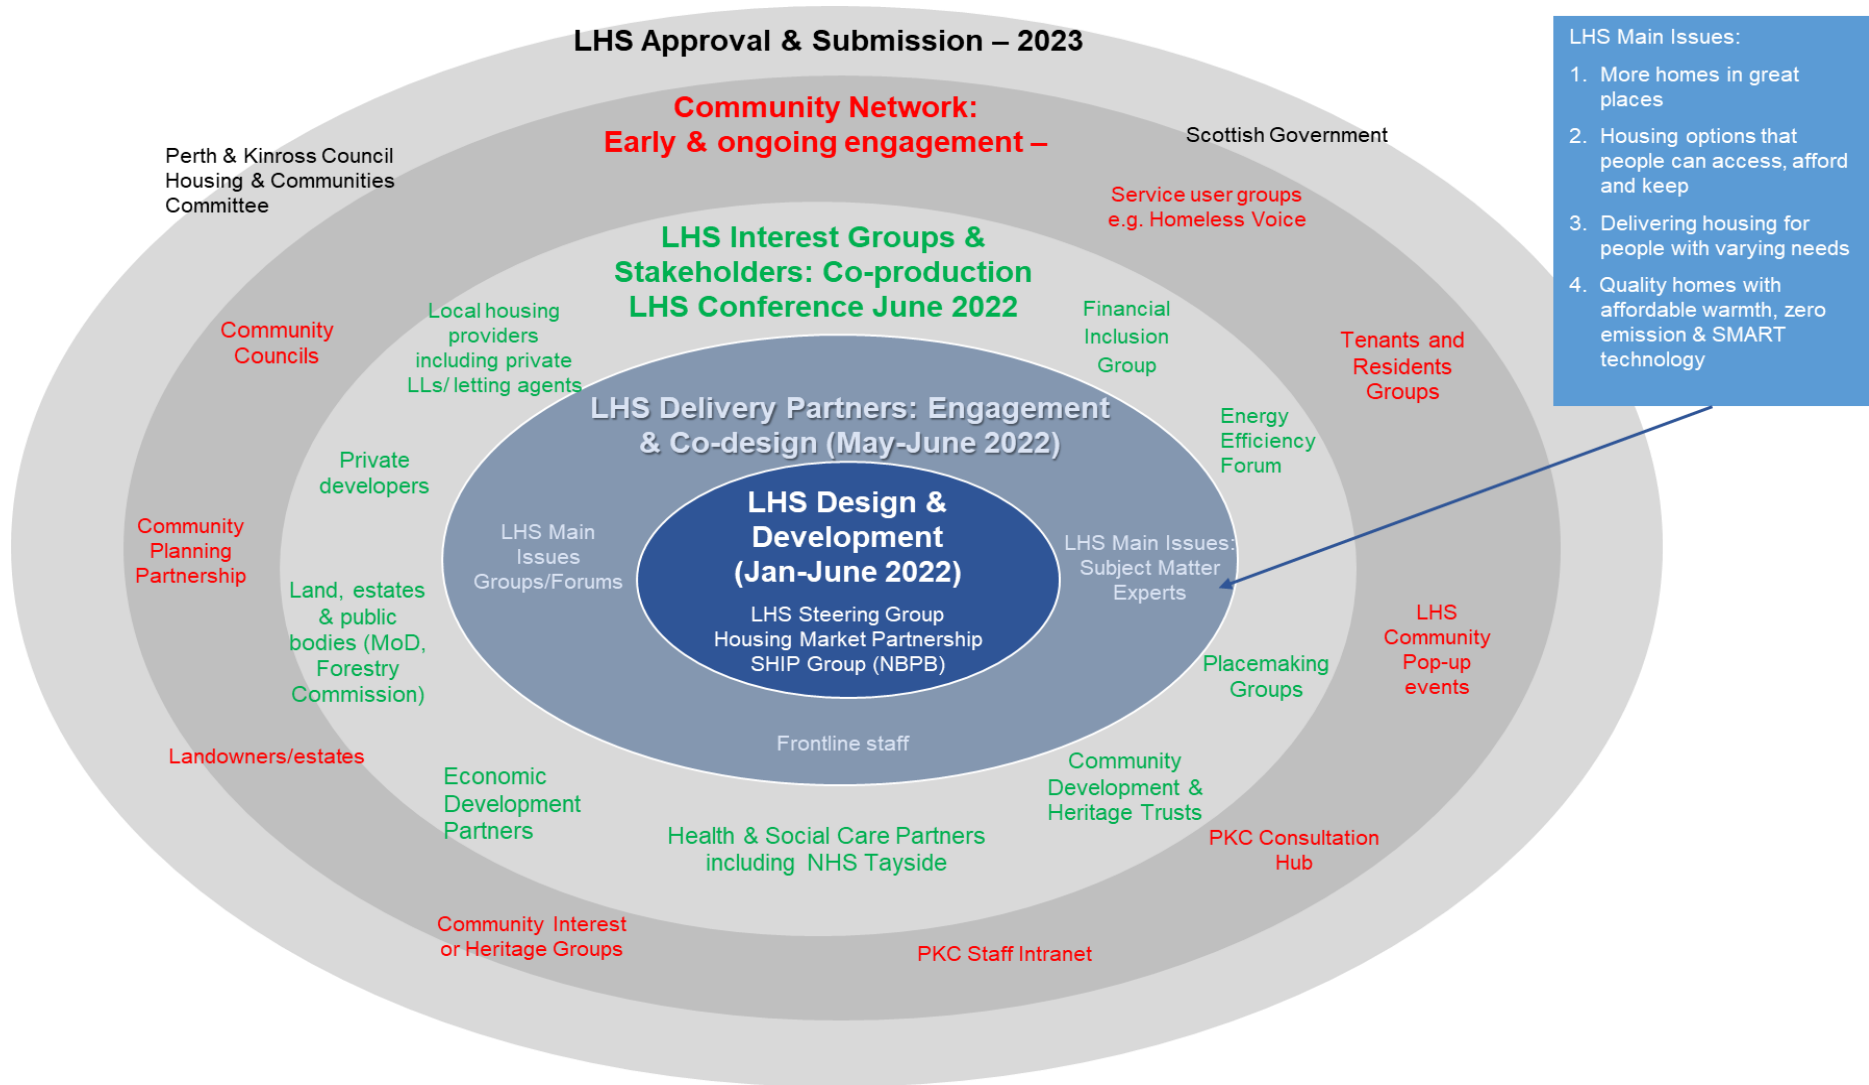 LHS Approval & Submission – 2023
LHS Main Issues:
1. More homes in great
places
2. Housing options that
people can access, afford
and keep
3. Delivering housing for
people with varying needs
4. Quality homes with
affordable warmth, zero
emission & SMART
technology
Community Network:
Early & ongoing engagement –
Scottish Government
Perth & Kinross Council
Housing & Communities
Committee
Service user groups
e.g. Homeless Voice
LHS Interest Groups &
Stakeholders: Co-production
LHS Conference June 2022
Community
Councils
Local housing
providers
including private
LLs/ letting agents
Financial
Inclusion
Group
Tenants and
Residents
Groups
LHS Delivery Partners: Engagement
& Co-design (May-June 2022)
Energy
Efficiency
Forum
Private
developers
LHS Design &
Development
(Jan-June 2022)
LHS Steering Group
Housing Market Partnership
SHIP Group (NBPB)
Community
Planning
Partnership
LHS Main
Issues
Groups/Forums
LHS Main Issues:
Subject Matter
Experts
Land, estates
& public
bodies (MoD,
Forestry
Commission)
LHS
Community
Pop-up
events
Placemaking
Groups
Frontline staff
Landowners/estates
Economic
Development
Partners
Community
Development &
Heritage Trusts
Health & Social Care Partners
including NHS Tayside
PKC Consultation
Hub
Community Interest
or Heritage Groups
PKC Staff Intranet